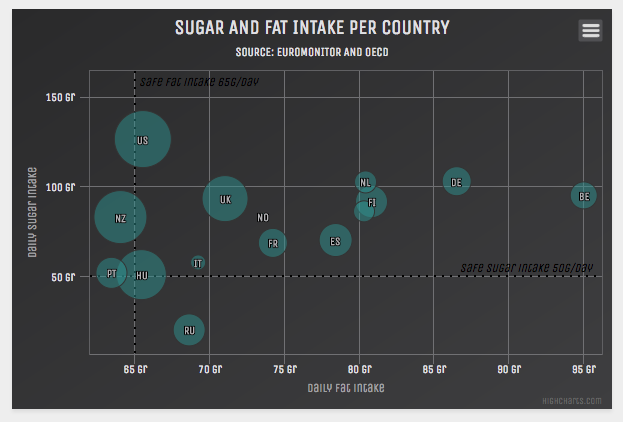 SUGAR AND FAT INTAKE PER COUNTRY
SOURCE: EUROMONITOR AND OECD
Safe fat intake 65g/day
150 gr
US
100 gr
NL
DE
BE
UK
FI
NZ
NO
Daily sugar intake
FR
ES
IT
Safe sugar intake 50g/day
50 gr
PT
HU
RU
65 gr 70 gr 75 gr 80 gr 85 gr 90 gr 95 gr
Daily fat intake
Highcharts.com